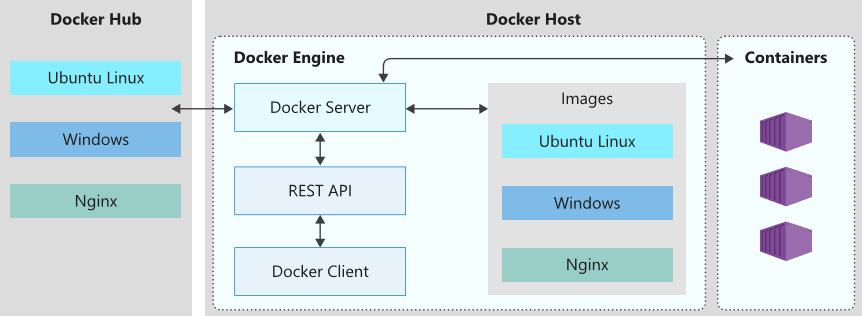 Docker Hub
Ubuntu Linux
Windows
Nginx
Docker Host
Docker Engine
Docker Server
REST API
Docker Client
Images
Ubuntu Linux
Windows
Nginx
Containers